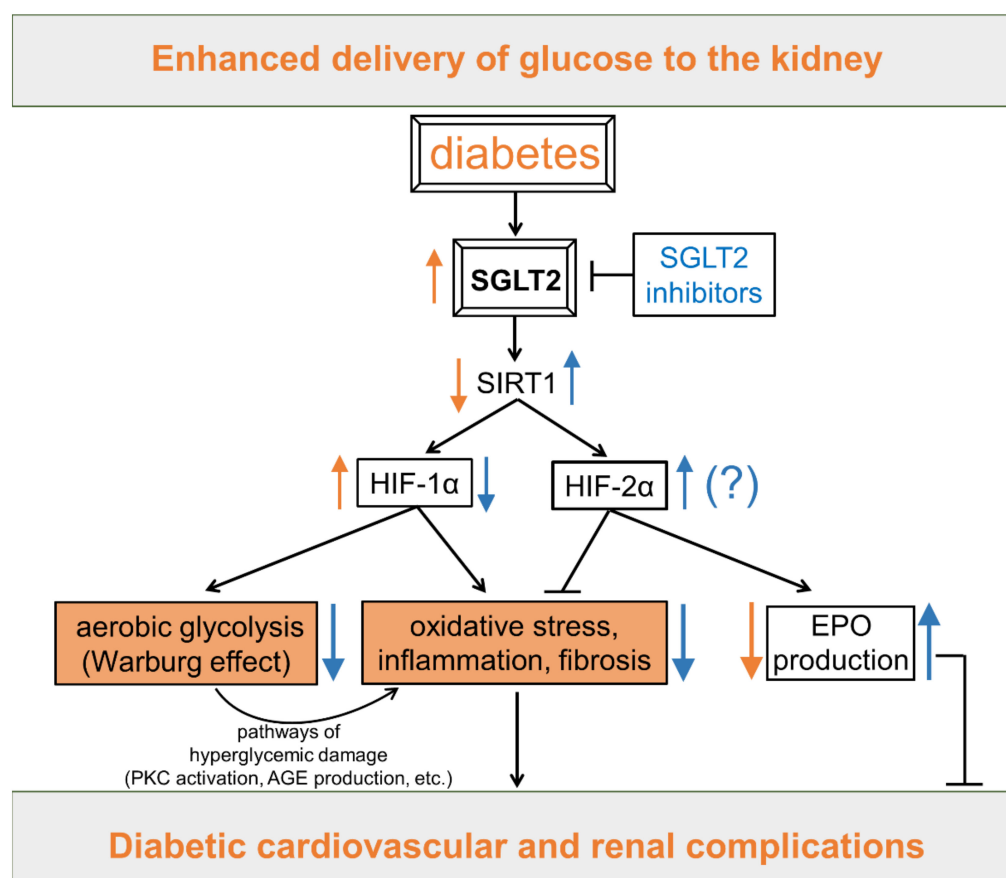 Enhanced delivery of glucose to the kidney
diabetes
SGLT2
SGLT2
inhibitors
SIRT1
HIF-1α
HIF-2α
(?)
aerobic glycolysis
(Warburg effect)
oxidative stress,
inflammation, fibrosis
EPO
production
pathways of
hyperglycemic damage
(PKC activation, AGE production, etc.)
Diabetic cardiovascular and renal complications